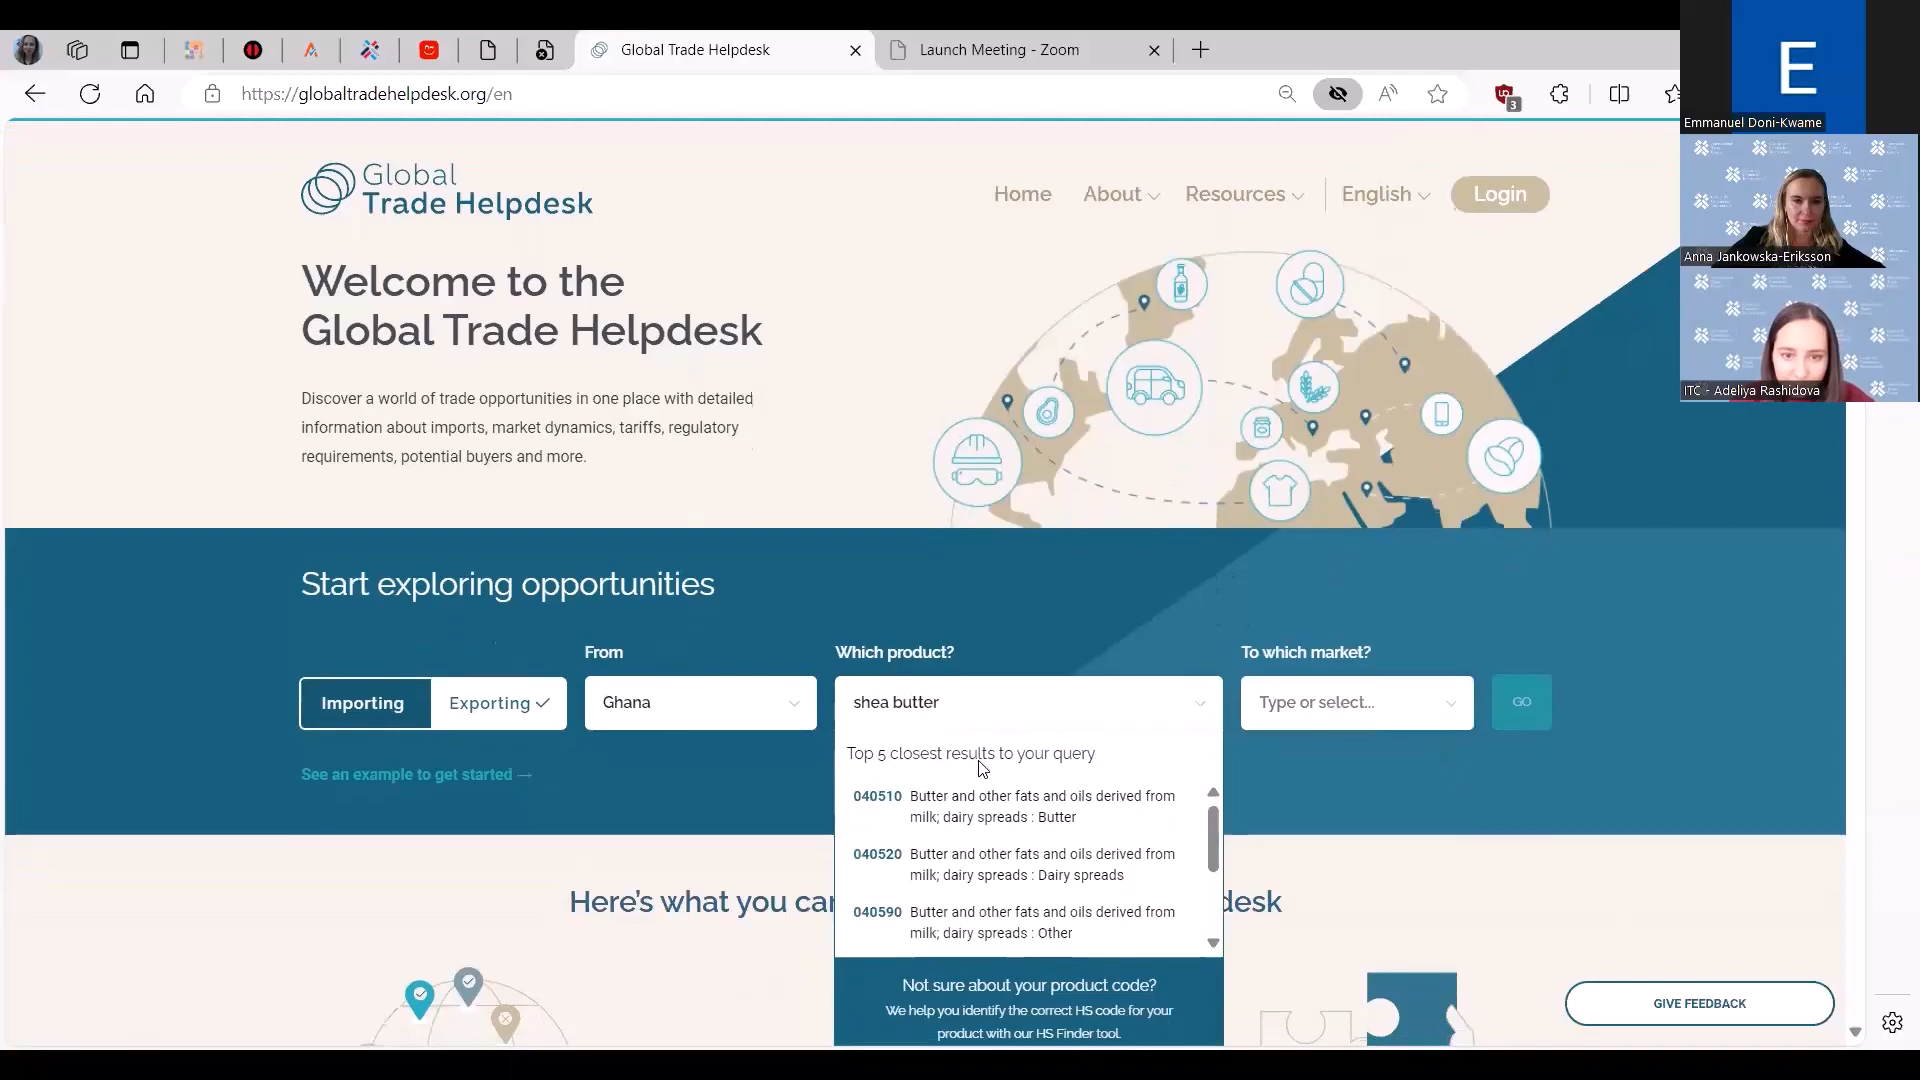 Global Trade Helpdesk
Launch Meeting - Zoom
https://globaltradehelpdesk.org/en
3
E
Emmanuel Doni-Kwame
Anna Jankowska-Eriksson
ITC - Adeliya Rashidova
Global
Trade Helpdesk
Home
About
Resources
English
Login
Welcome to the
Global Trade Helpdesk
Discover a world of trade opportunities in one place with detailed
information about imports, market dynamics, tariffs, regulatory
requirements, potential buyers and more.
Start exploring opportunities
From
Which product?
To which market?
Importing
Exporting
Ghana
shea butter
Type or select...
GO
See an example to get started →
Top 5 closest results to your query
040510 Butter and other fats and oils derived from
milk; dairy spreads : Butter
040520 Butter and other fats and oils derived from
milk; dairy spreads : Dairy spreads
040590 Butter and other fats and oils derived from
milk; dairy spreads : Other
Here's what you can desk
Not sure about your product code?
We help you identify the correct HS code for your
product with our HS Finder tool.
GIVE FEEDBACK